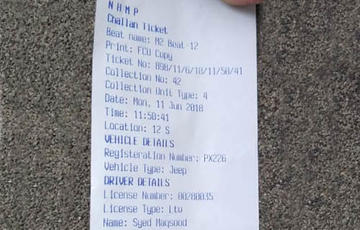 N H M P
Challan Ticket
Beat name: M2 Beat-12
Print: FCU Copy
Ticket No: 898/11/6/18/11/50/41
Collection No: 42
Collection Unit Type: 4
Date: Mon, 11 Jun 2018
Time: 11:50:41
Location: 12 S
VEHICLE DETAILS
Registeration Number: PX226
Vehicle Type: Jeep
DRIVER DETAILS
License Number: 00280035
License Type: Ltv
Name: Syed Maqsood